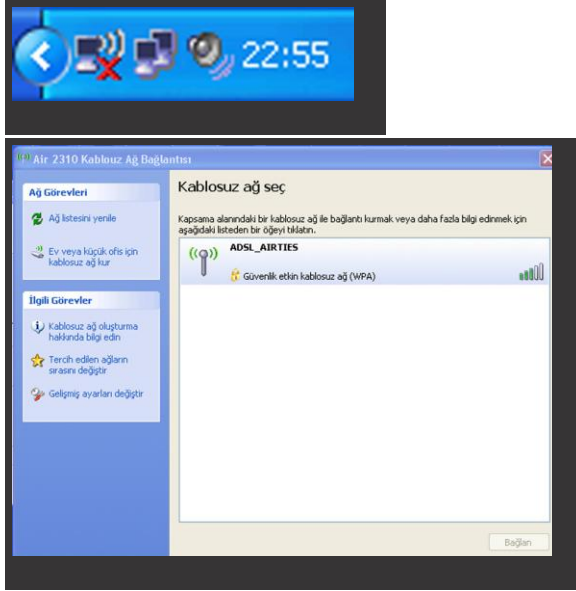 22:55
Air 2310 Kablouz Ağ Bağlantısı
Ağ Görevleri
Ağ listesini yenile
Ev veya küçük ofis için
kablosuz ağ kur
İlgili Görevler
Kablosuz ağ oluşturma
hakkında bilgi edin
Tercih edilen ağların
sırasını değiştir
Gelişmiş ayarları değiştir
Kablosuz ağ seç
Kapsama alanındaki bir kablosuz ağ ile bağlantı kurmak veya daha fazla bilgi edinmek için
aşağıdaki listeden bir öğeyi tıklatın.
ADSL_AIRTIES
Güvenlik etkin kablosuz ağ (WPA)
Bağlan